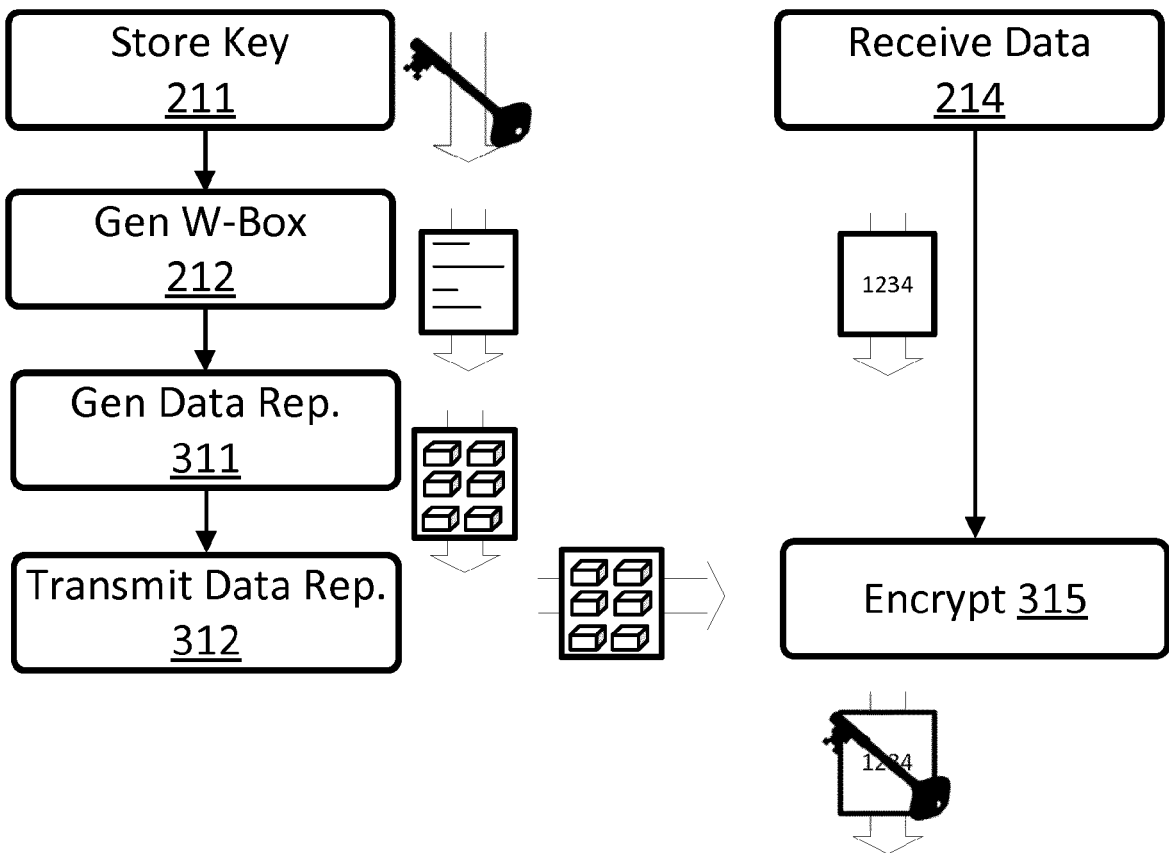 Store Key
211
Receive Data
214
Gen W-Box
212
1234
Gen Data Rep.
311
Transmit Data Rep.
312
Encrypt 315
1234